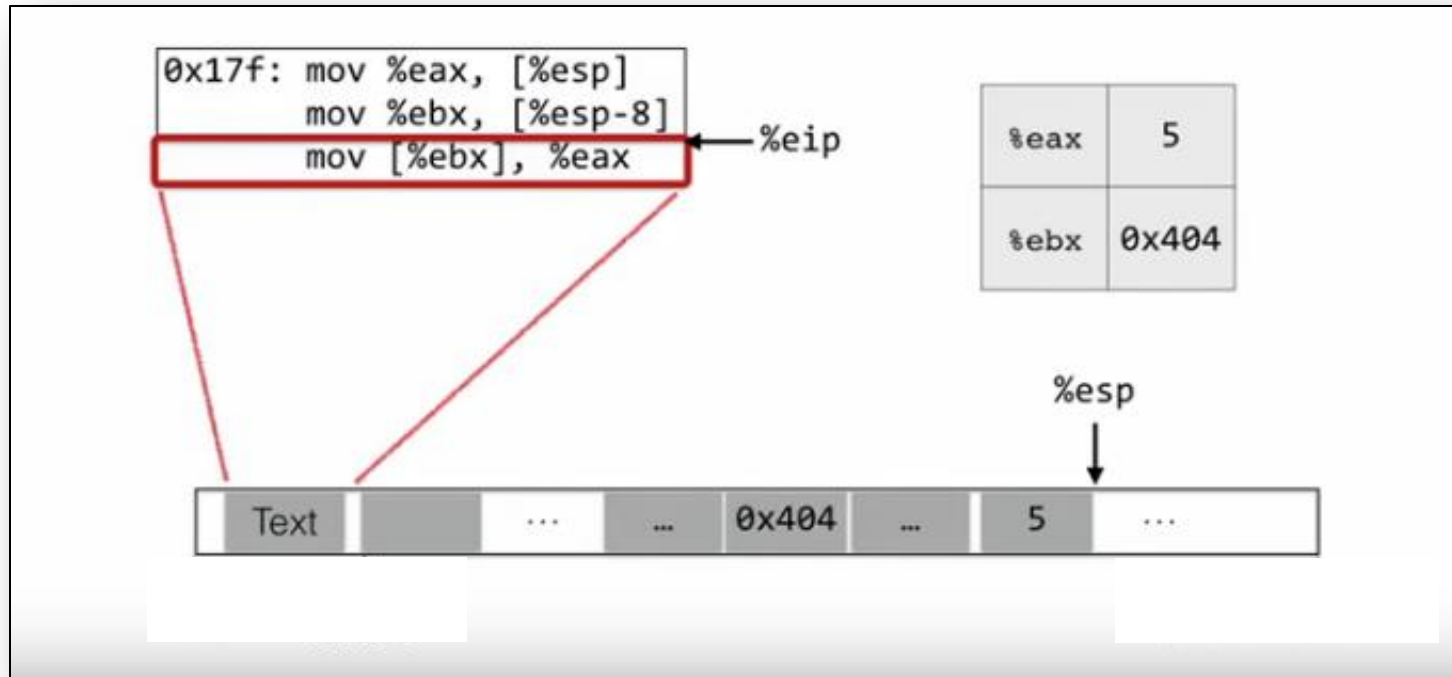 0x17f: mov %eax, [%esp]
mov %ebx, [%esp-8]
mov [%ebx], %eax
%eip
%eax 5
%ebx 0x404
%esp
Text ... ... 0x404 ... 5 ...